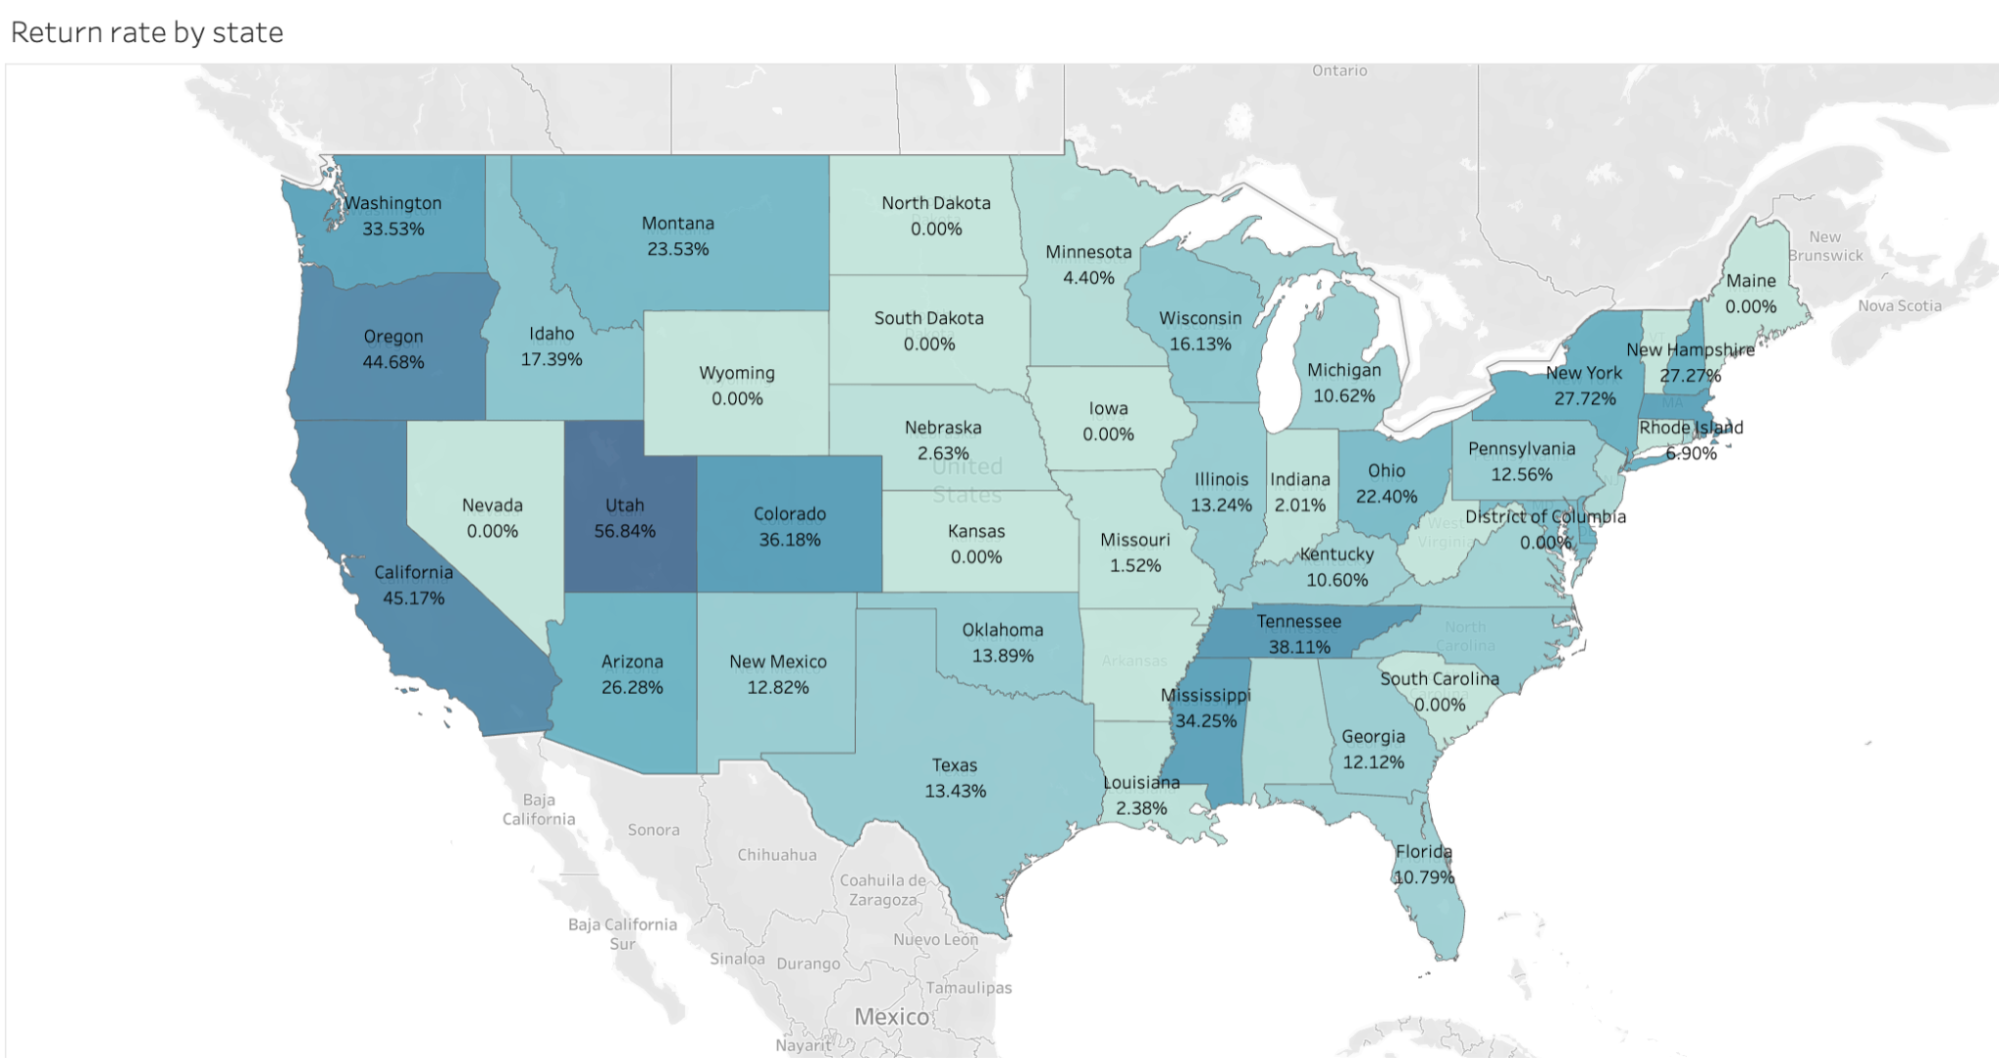 Return rate by state
Ontario
Washington
33.53%
Montana
23.53%
North Dakota
0.00%
Minnesota
4.40%
New
Brunswick
Maine
0.00%
Nova Scotia
Oregon
44.68%
Idaho
17.39%
South Dakota
0.00%
Wisconsin
16.13%
Michigan
10.62%
VT
New Hampshire
27.27%
New York
27.72%
MA
Wyoming
0.00%
Iowa
0.00%
Nebraska
2.63%
United
States
Rhode Island
6.90%
Pennsylvania
12.56%
NJ
Nevada
0.00%
Utah
56.84%
Colorado
36.18%
Kansas
0.00%
Missouri
1.52%
Illinois
13.24%
Indiana
2.01%
Ohio
22.40%
West
Virginia
District of Columbia
0.00%
Kentucky
10.60%
California
45.17%
Arizona
26.28%
New Mexico
12.82%
Oklahoma
13.89%
Arkansas
Tennessee
38.11%
North
Carolina
South Carolina
0.00%
Mississippi
34.25%
Georgia
12.12%
Texas
13.43%
Louisiana
2.38%
Florida
10.79%
Baja
California
Sonora
Chihuahua
Coahuila de
Zaragoza
Baja California
Sur
Nuevo León
Sinaloa
Durango
Tamaulipas
Mexico
Nayarit